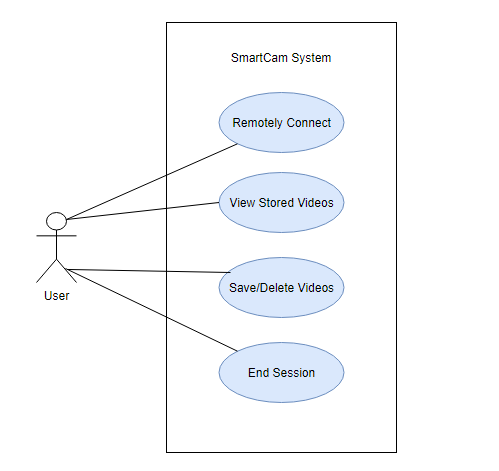 SmartCam System
Remotely Connect
View Stored Videos
User
Save/Delete Videos
End Session